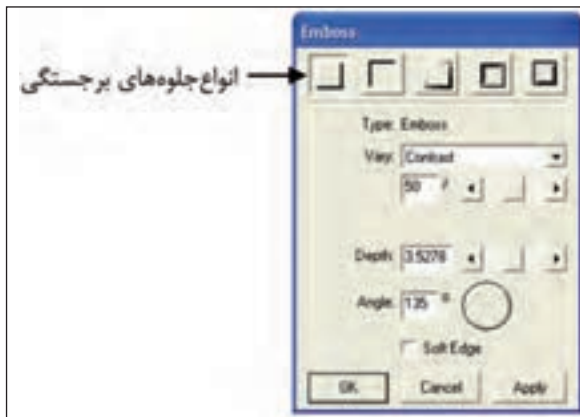 Emboss
انواع جلوه‌های برجستگی
Type: Emboss
Vary: Contrast
50
Depth: 3.5278
Angle: 135 °
Soft Edge
OK Cancel Apply